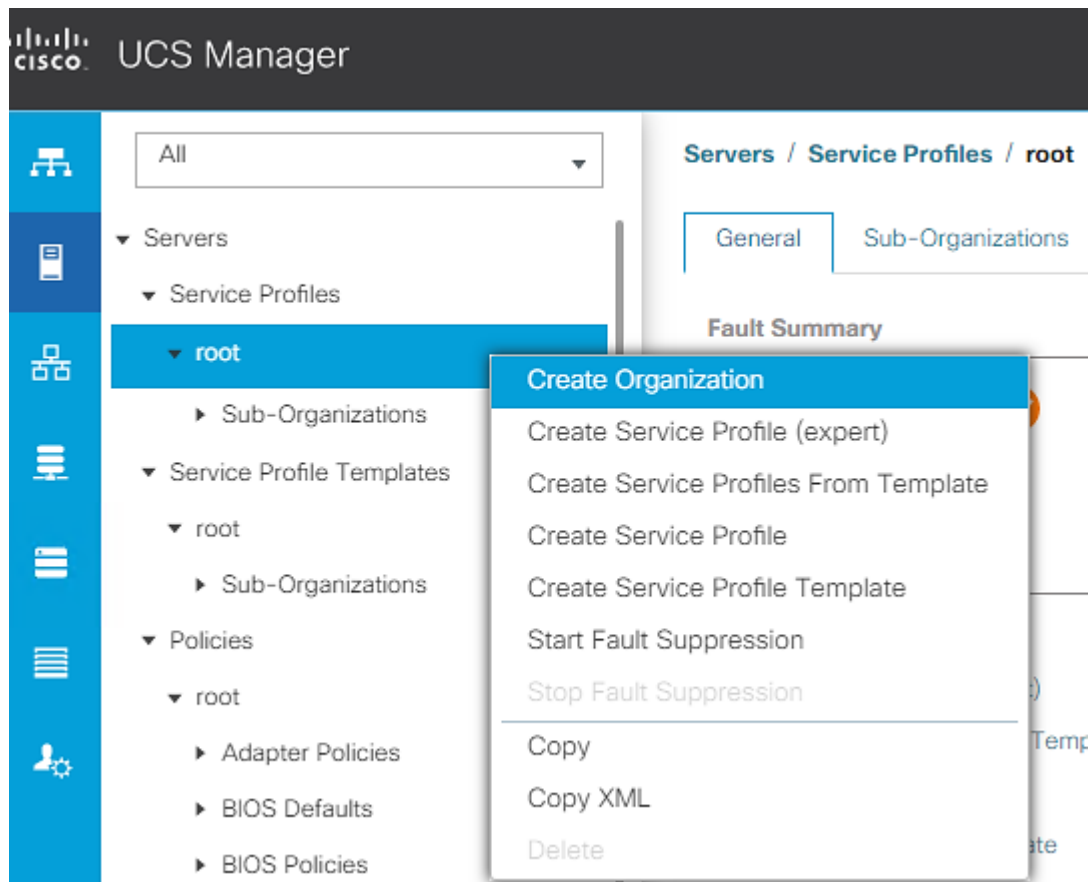 cisco.
UCS Manager
All
Servers
Service Profiles
root
Sub-Organizations
Service Profile Templates
root
Sub-Organizations
Policies
root
Adapter Policies
BIOS Defaults
BIOS Policies
Servers / Service Profiles / root
General
Sub-Organizations
Fault Summary
Create Organization
Create Service Profile (expert)
Create Service Profiles From Template
Create Service Profile
Create Service Profile Template
Start Fault Suppression
Stop Fault Suppression
Copy
Copy XML
Delete